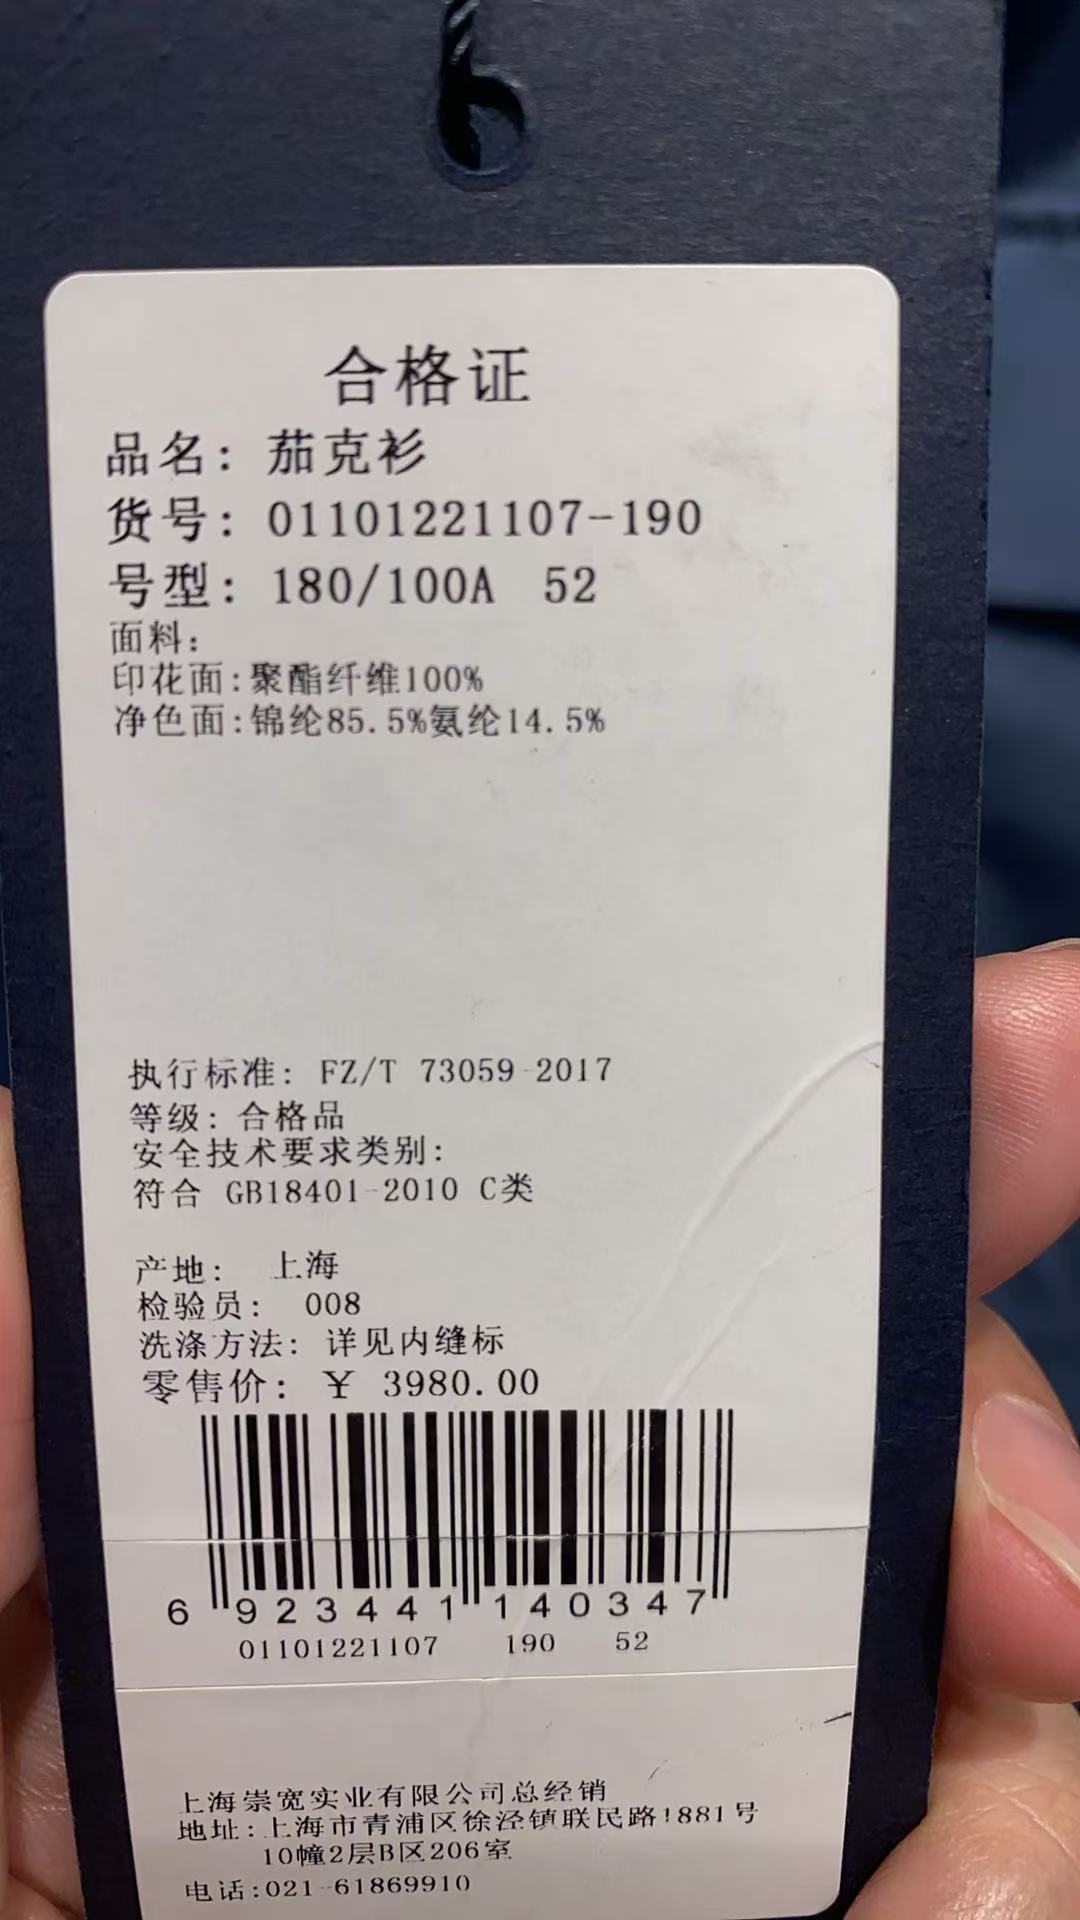 合格证
品名: 茄克衫
货号: 01101221107-190
号型: 180/100A 52
面料:
印花面:聚酯纤维100%
净色面:锦纶85.5%氨纶14.5%
执行标准: FZ/T 73059-2017
等级: 合格品
安全技术要求类别:
符合 GB18401-2010 C类
产地: 上海
检验员: 008
洗涤方法: 详见内缝标
零售价: ¥ 3980.00
6 923441 140347
01101221107 190 52
上海崇宽实业有限公司总经销
地址:上海市青浦区徐泾镇联民路1881号
10幢2层B区206室
电话:021-61869910